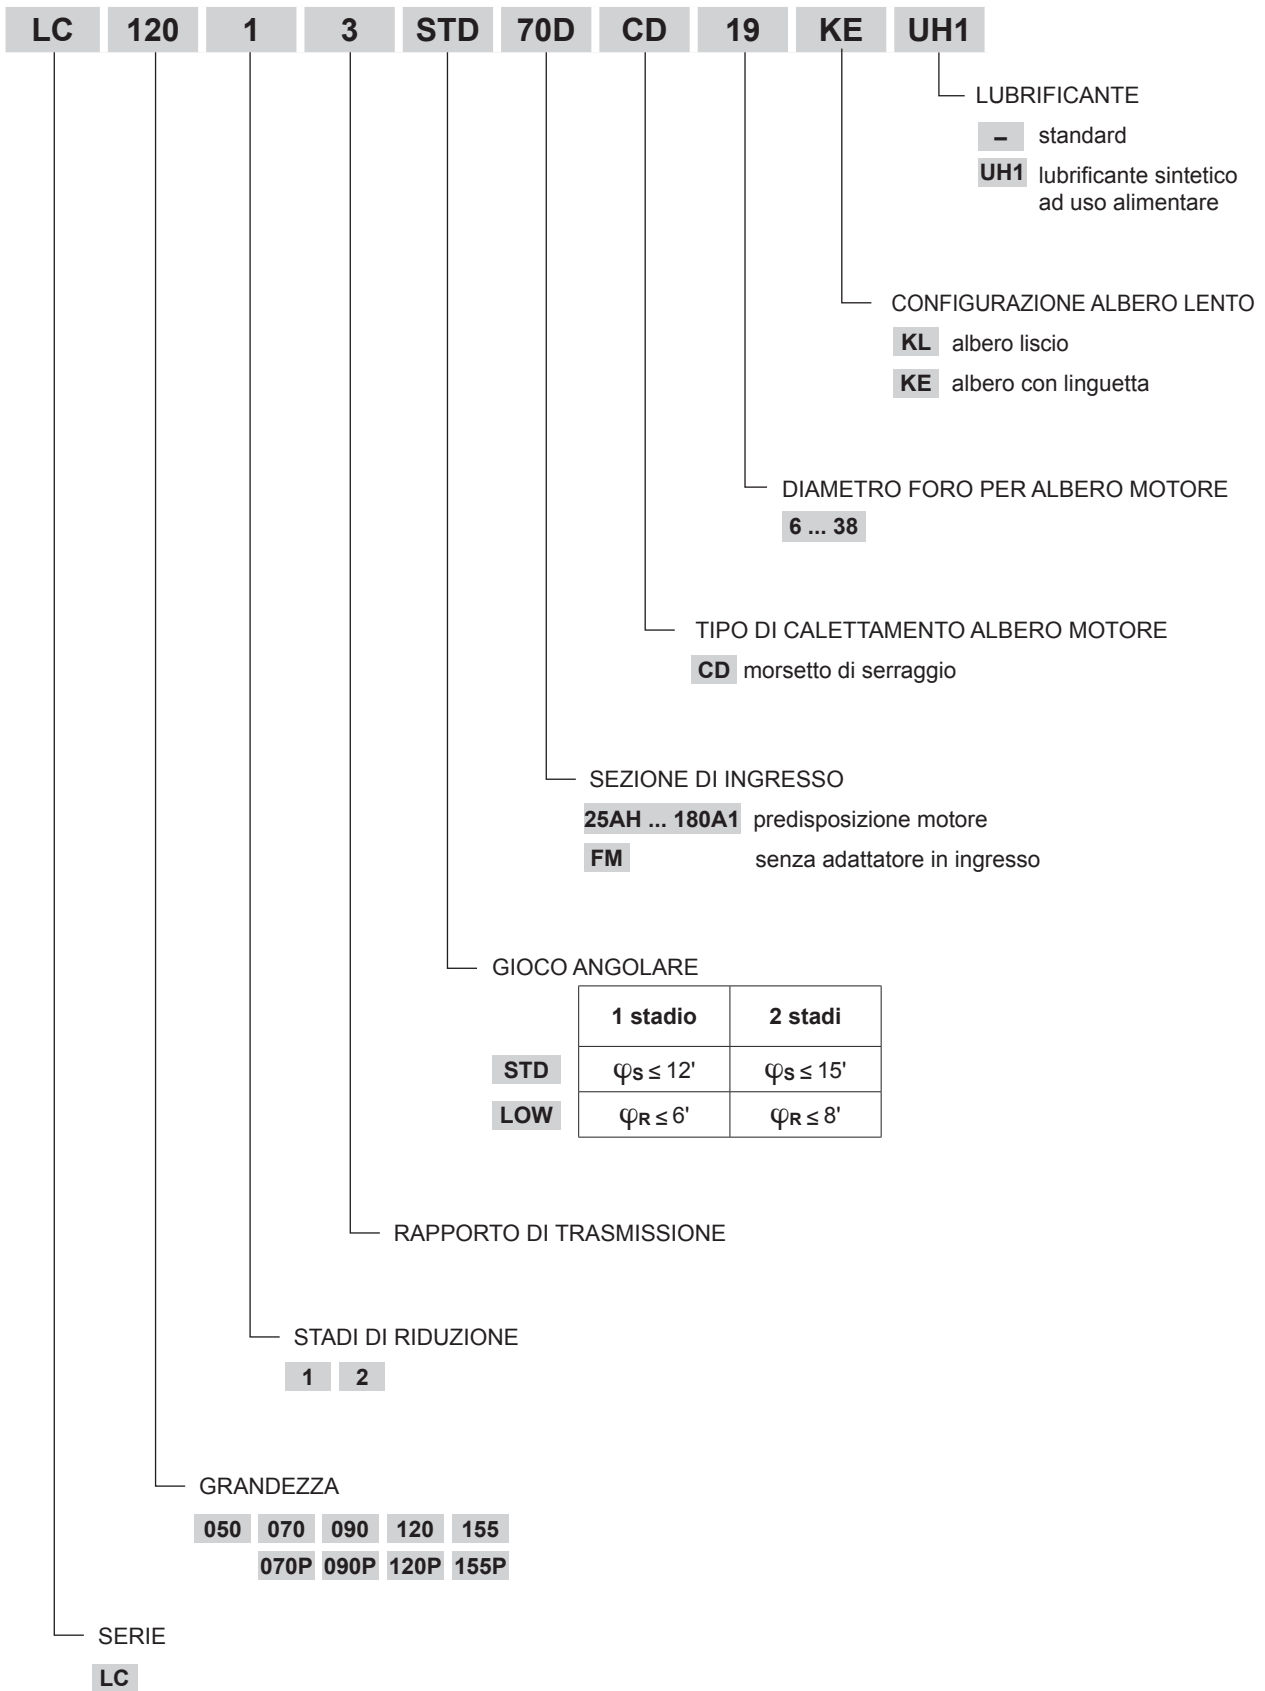 LC 120 1 3 STD 70D CD 19 KE UH1
LUBRIFICANTE
– standard
UH1 lubrificante sintetico
ad uso alimentare
CONFIGURAZIONE ALBERO LENTO
KL albero liscio
KE albero con linguetta
DIAMETRO FORO PER ALBERO MOTORE
6 ... 38
TIPO DI CALETTAMENTO ALBERO MOTORE
CD morsetto di serraggio
SEZIONE DI INGRESSO
25AH ... 180A1 predisposizione motore
FM senza adattatore in ingresso
GIOCO ANGOLARE
1 stadio 2 stadi
STD φS ≤ 12' φS ≤ 15'
LOW φR ≤ 6' φR ≤ 8'
RAPPORTO DI TRASMISSIONE
STADI DI RIDUZIONE
1 2
GRANDEZZA
050 070 090 120 155
070P 090P 120P 155P
SERIE
LC